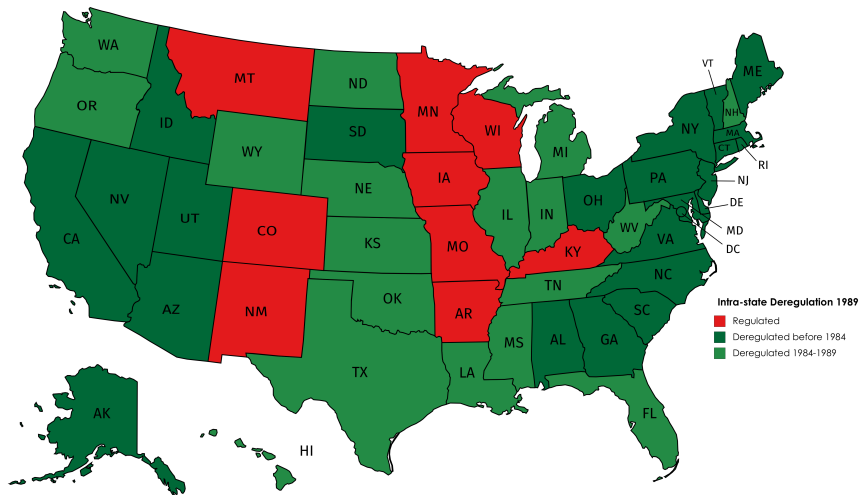 WA
OR
CA
NV
ID
MT
WY
UT
AZ
CO
NM
ND
SD
NE
KS
OK
TX
MN
IA
MO
AR
LA
WI
IL
MI
IN
OH
KY
TN
MS
AL
GA
FL
SC
NC
VA
WV
PA
NY
VT
NH
ME
MA
CT
RI
NJ
DE
MD
DC
AK
HI
Intra-state Deregulation 1989
Regulated
Deregulated before 1984
Deregulated 1984-1989